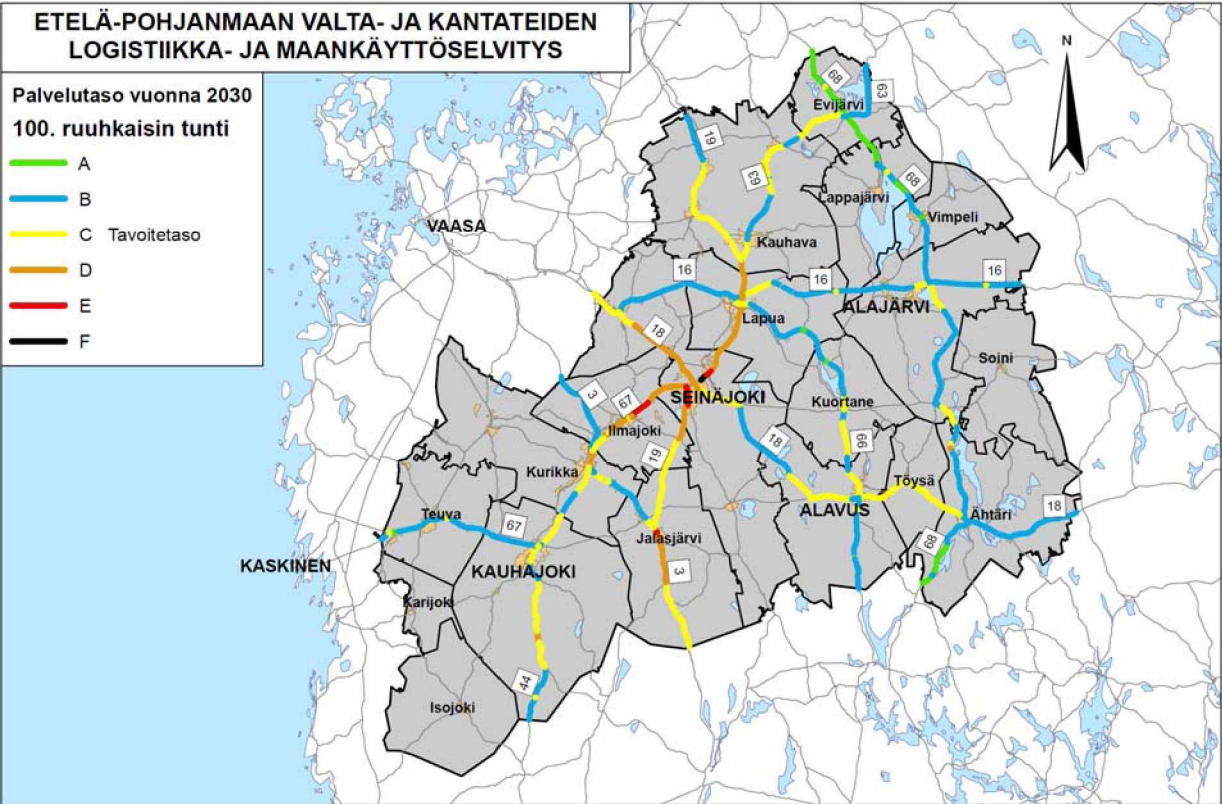 ETELÄ-POHJANMAAN VALTA- JA KANTATEIDEN
LOGISTIIKKA- JA MAANKÄYTTÖSELVITYS
Palvelutaso vuonna 2030
100. ruuhkaisin tunti
A
B
C Tavoitetaso
D
E
F
N
68
63
Evijärvi
19
63
68
Lappajärvi
Vimpeli
VAASA
Kauhava
16
16
16
ALAJÄRVI
Lapua
18
Soini
3
67
SEINÄJOKI
Kuortane
Ilmajoki
19
18
66
Kurikka
Töysä
ALAVUS
Teuva
67
Ähtäri
18
Jalasjärvi
68
KASKINEN
KAUHAJOKI
3
Karijoki
44
Isojoki